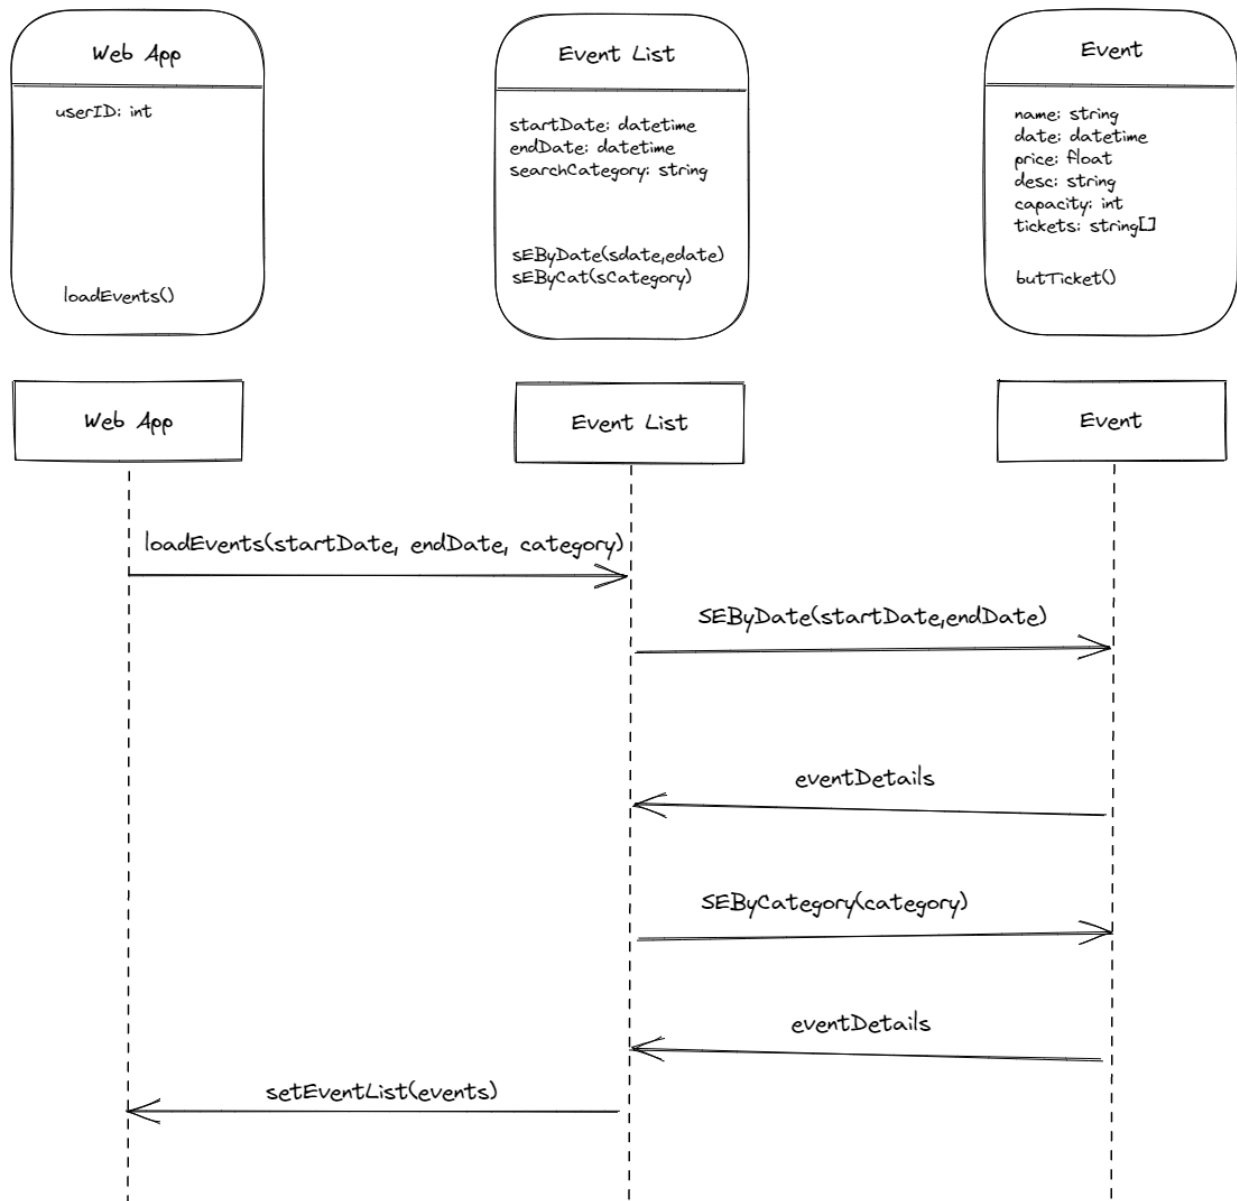 Web App
userID: int
loadEvents()
Event List
startDate: datetime
endDate: datetime
searchCategory: string
sEByDate(sdate,edate)
sEByCat(sCategory)
Event
name: string
date: datetime
price: float
desc: string
capacity: int
tickets: string[]
butTicket()
Web App
Event List
Event
loadEvents(startDate, endDate, category)
SEByDate(startDate,endDate)
eventDetails
SEByCategory(category)
eventDetails
setEventList(events)